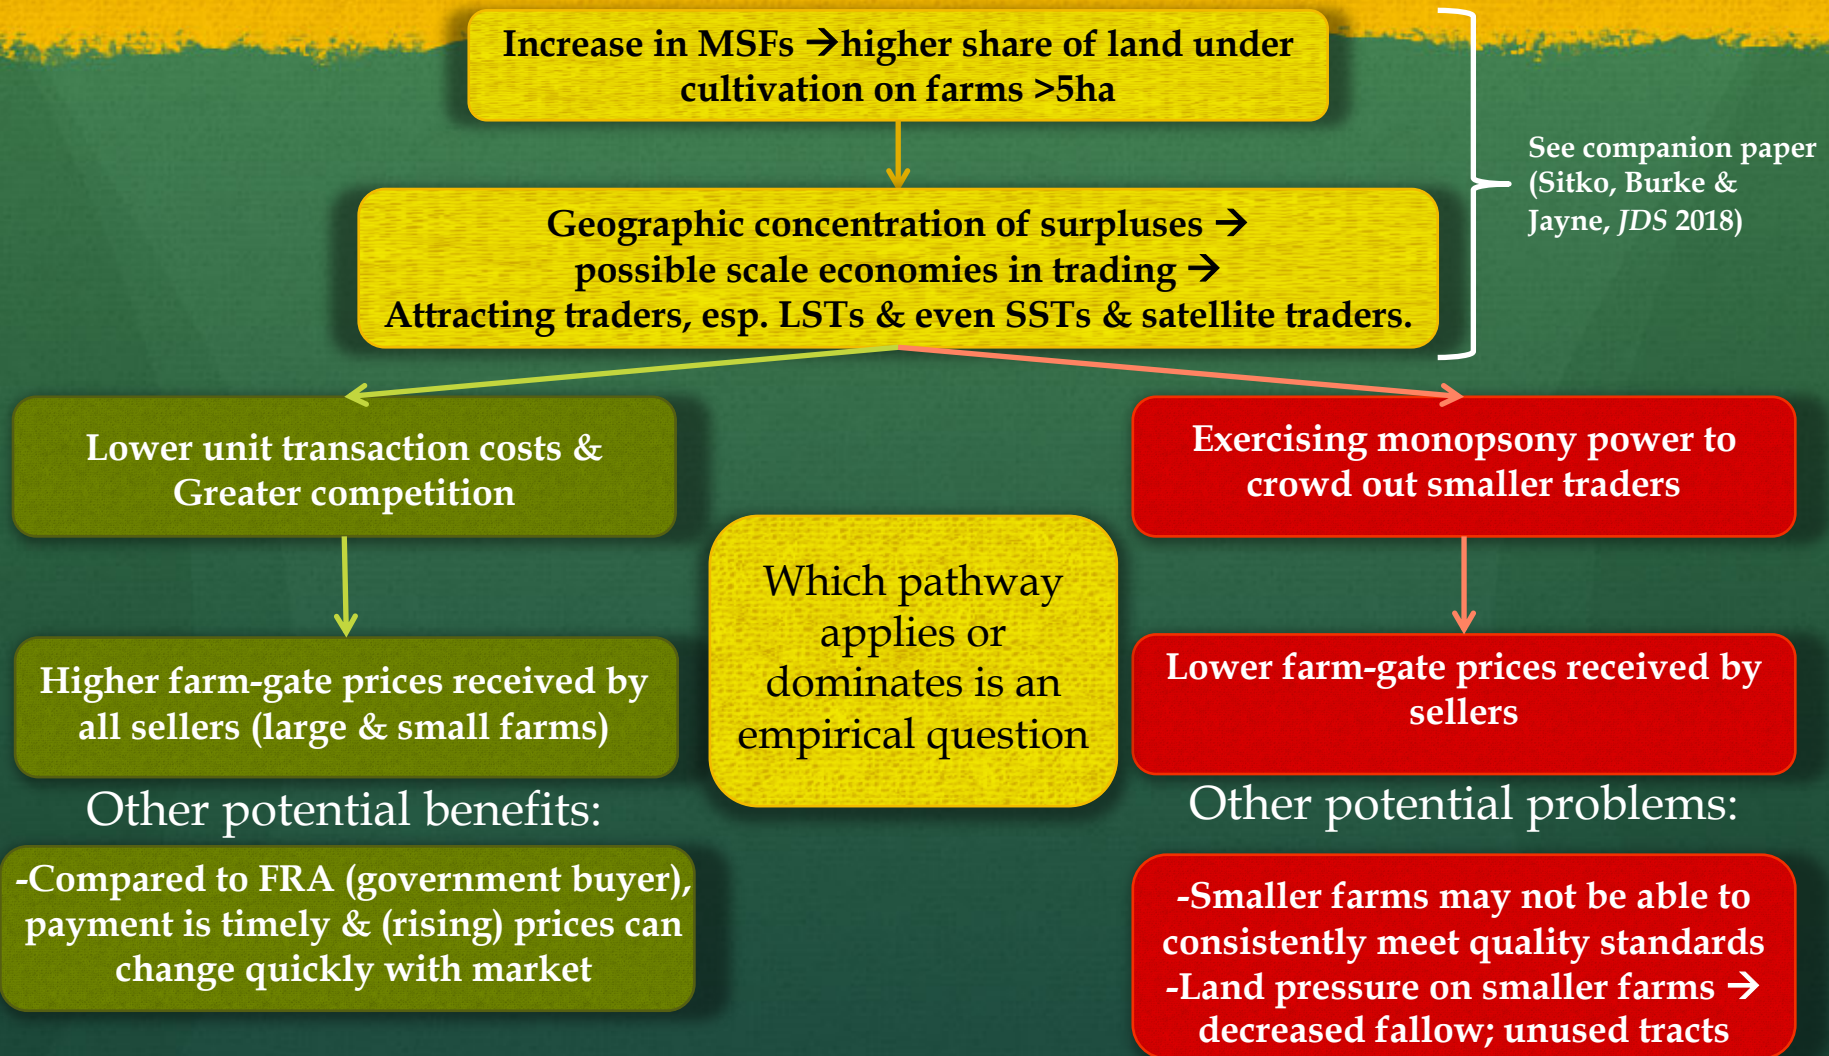 Increase in MSFs →higher share of land under
cultivation on farms >5ha
See companion paper
(Sitko, Burke &
Jayne, JDS 2018)
Geographic concentration of surpluses →
possible scale economies in trading →
Attracting traders, esp. LSTs & even SSTs & satellite traders.
Lower unit transaction costs &
Greater competition
Exercising monopsony power to
crowd out smaller traders
Which pathway
applies or
dominates is an
empirical question
Higher farm-gate prices received by
all sellers (large & small farms)
Lower farm-gate prices received by
sellers
Other potential benefits:
-Compared to FRA (government buyer),
payment is timely & (rising) prices can
change quickly with market
Other potential problems:
-Smaller farms may not be able to
consistently meet quality standards
-Land pressure on smaller farms →
decreased fallow; unused tracts